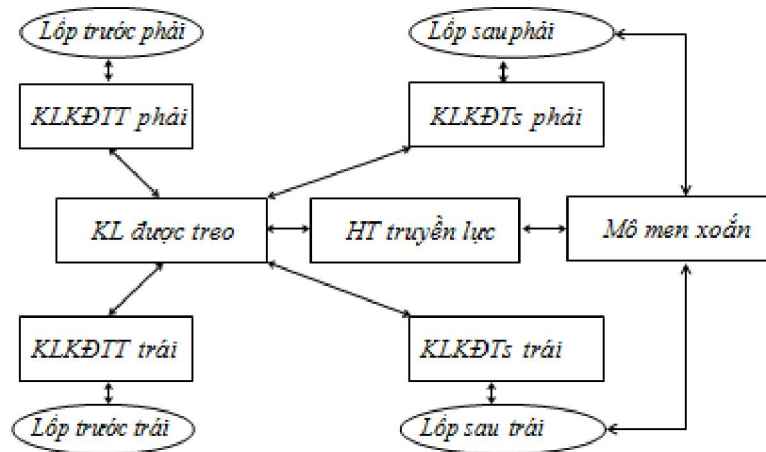 Lốp trước phải
Lốp sau phải
KLKĐTT phải
KLKĐTs phải
KL được treo
HT truyền lực
Mô men xoắn
KLKĐTT trái
KLKĐTs trái
Lốp trước trái
Lốp sau trái